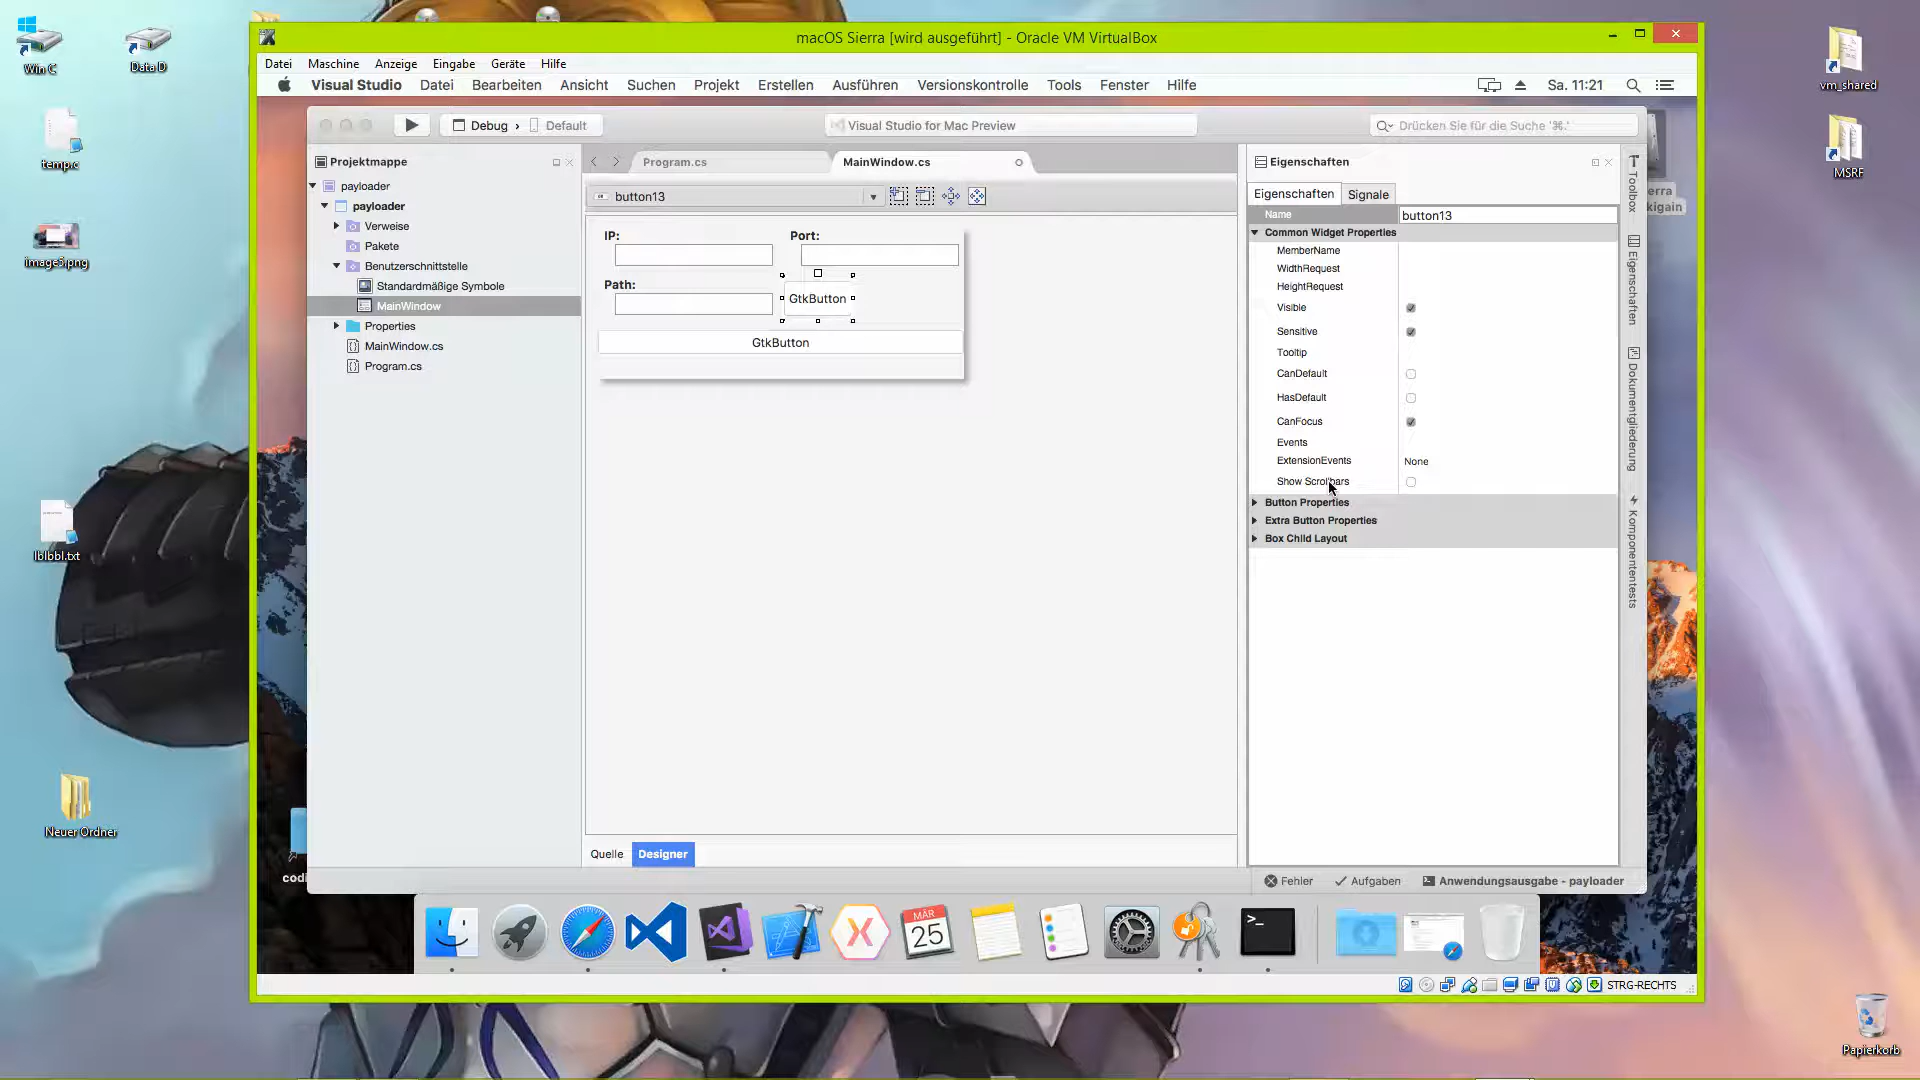 Win C
Data D
temp.c
image5.png
lblbbl.txt
Neuer Ordner
vm_shared
MSRF
Papierkorb
macOS Sierra [wird ausgeführt] - Oracle VM VirtualBox
Datei Maschine Anzeige Eingabe Geräte Hilfe
Visual Studio Datei Bearbeiten Ansicht Suchen Projekt Erstellen Ausführen Versionskontrolle Tools Fenster Hilfe Sa. 11:21
Debug › Default
Visual Studio for Mac Preview
Drücken Sie für die Suche '⌘.'
Projektmappe
payloader
payloader
Verweise
Pakete
Benutzerschnittstelle
Standardmäßige Symbole
MainWindow
Properties
MainWindow.cs
Program.cs
Program.cs
MainWindow.cs
button13
IP:
Port:
Path:
GtkButton
GtkButton
Quelle Designer
Eigenschaften
Eigenschaften Signale
Name button13
Common Widget Properties
MemberName
WidthRequest
HeightRequest
Visible
Sensitive
Tooltip
CanDefault
HasDefault
CanFocus
Events
ExtensionEvents None
Show Scrollbars
Button Properties
Extra Button Properties
Box Child Layout
Toolbox
Eigenschaften
Dokumentgliederung
Komponententests
erra
kigain
codi
Fehler Aufgaben Anwendungsausgabe - payloader
MÄR
25
STRG-RECHTS